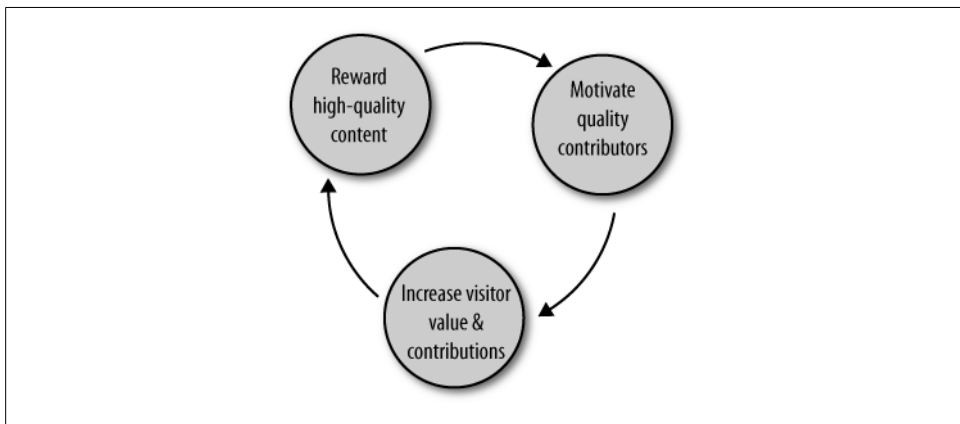 Reward
high-quality
content
Motivate
quality
contributors
Increase visitor
value &
contributions